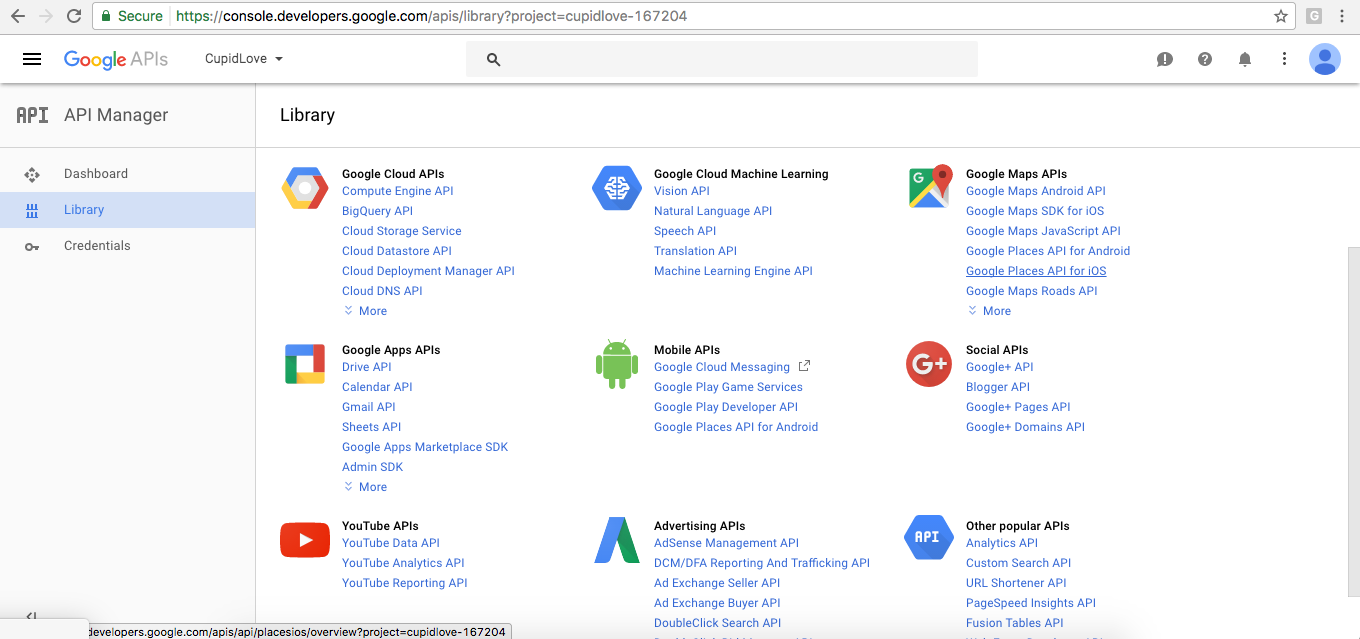 Secure https://console.developers.google.com/apis/library?project=cupidlove-167204
G
Google APIs CupidLove
API API Manager
Library
Dashboard
Library
Credentials
Google Cloud APIs
Compute Engine API
BigQuery API
Cloud Storage Service
Cloud Datastore API
Cloud Deployment Manager API
Cloud DNS API
More
Google Cloud Machine Learning
Vision API
Natural Language API
Speech API
Translation API
Machine Learning Engine API
G
Google Maps APIs
Google Maps Android API
Google Maps SDK for iOS
Google Maps JavaScript API
Google Places API for Android
Google Places API for iOS
Google Maps Roads API
More
Google Apps APIs
Drive API
Calendar API
Gmail API
Sheets API
Google Apps Marketplace SDK
Admin SDK
More
Mobile APIs
Google Cloud Messaging
Google Play Game Services
Google Play Developer API
Google Places API for Android
G+
Social APIs
Google+ API
Blogger API
Google+ Pages API
Google+ Domains API
YouTube APIs
YouTube Data API
YouTube Analytics API
YouTube Reporting API
Advertising APIs
AdSense Management API
DCM/DFA Reporting And Trafficking API
Ad Exchange Seller API
Ad Exchange Buyer API
DoubleClick Search API
API
Other popular APIs
Analytics API
Custom Search API
URL Shortener API
PageSpeed Insights API
Fusion Tables API
developers.google.com/apis/api/placesios/overview?project=cupidlove-167204